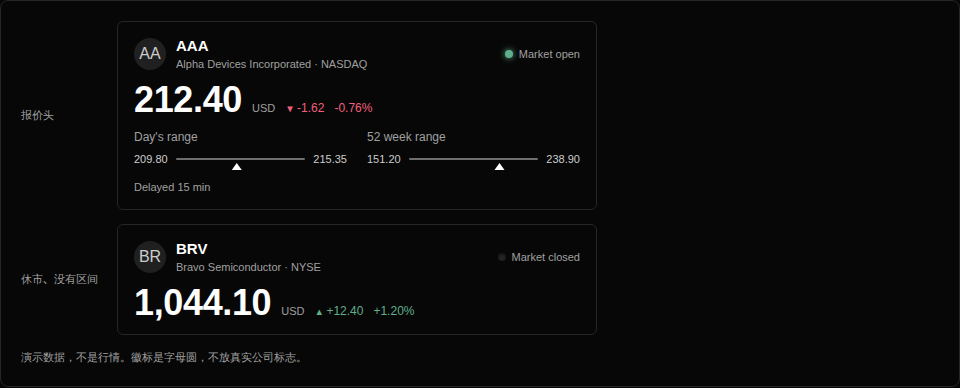 报价头
AA
AAA
Alpha Devices Incorporated · NASDAQ
Market open
212.40 USD ▼ -1.62 -0.76%
Day's range 52 week range
209.80 215.35 151.20 238.90
Delayed 15 min
休市、没有区间
BR
BRV
Bravo Semiconductor · NYSE
Market closed
1,044.10 USD ▲ +12.40 +1.20%
演示数据，不是行情。徽标是字母圆，不放真实公司标志。